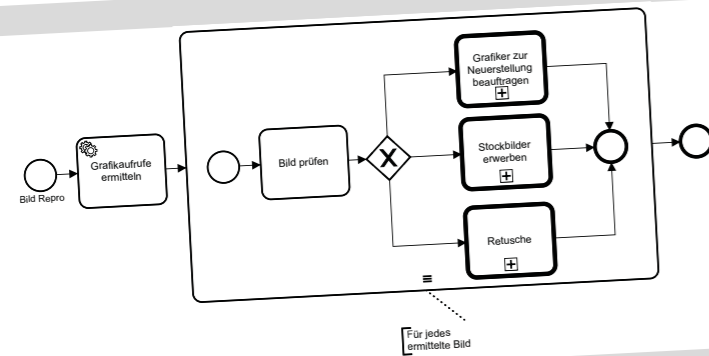 Bild Repro
Grafikaufrufe
ermitteln
Bild prüfen
X
Grafiker zur
Neuerstellung
beauftragen
Stockbilder
erwerben
Retusche
Für jedes
ermittelte Bild